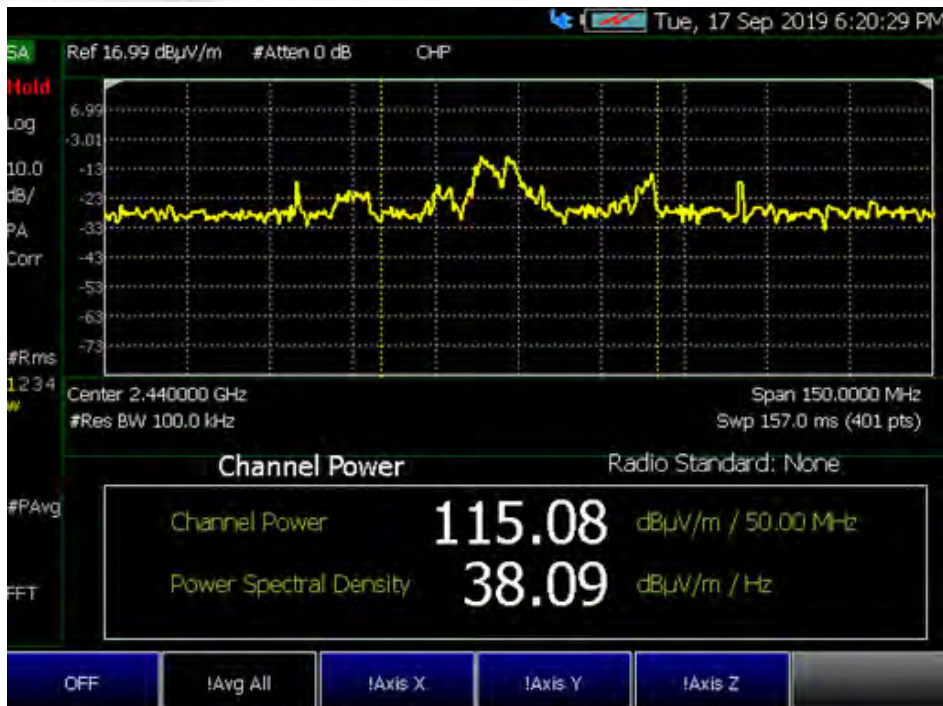 Tue, 17 Sep 2019 6:20:29 PM
SA
Ref 16.99 dBµV/m #Atten 0 dB CHP
Hold
Log
10.0
dB/
PA
Corr
6.99
-3.01
-13
-23
-33
-43
-53
-63
-73
#Rms
1234
W
Center 2.440000 GHz Span 150.0000 MHz
#Res BW 100.0 kHz Swp 157.0 ms (401 pts)
Channel Power Radio Standard: None
#PAvg
Channel Power 115.08 dBµV/m / 50.00 MHz
Power Spectral Density 38.09 dBµV/m / Hz
FFT
OFF !Avg All !Axis X !Axis Y !Axis Z